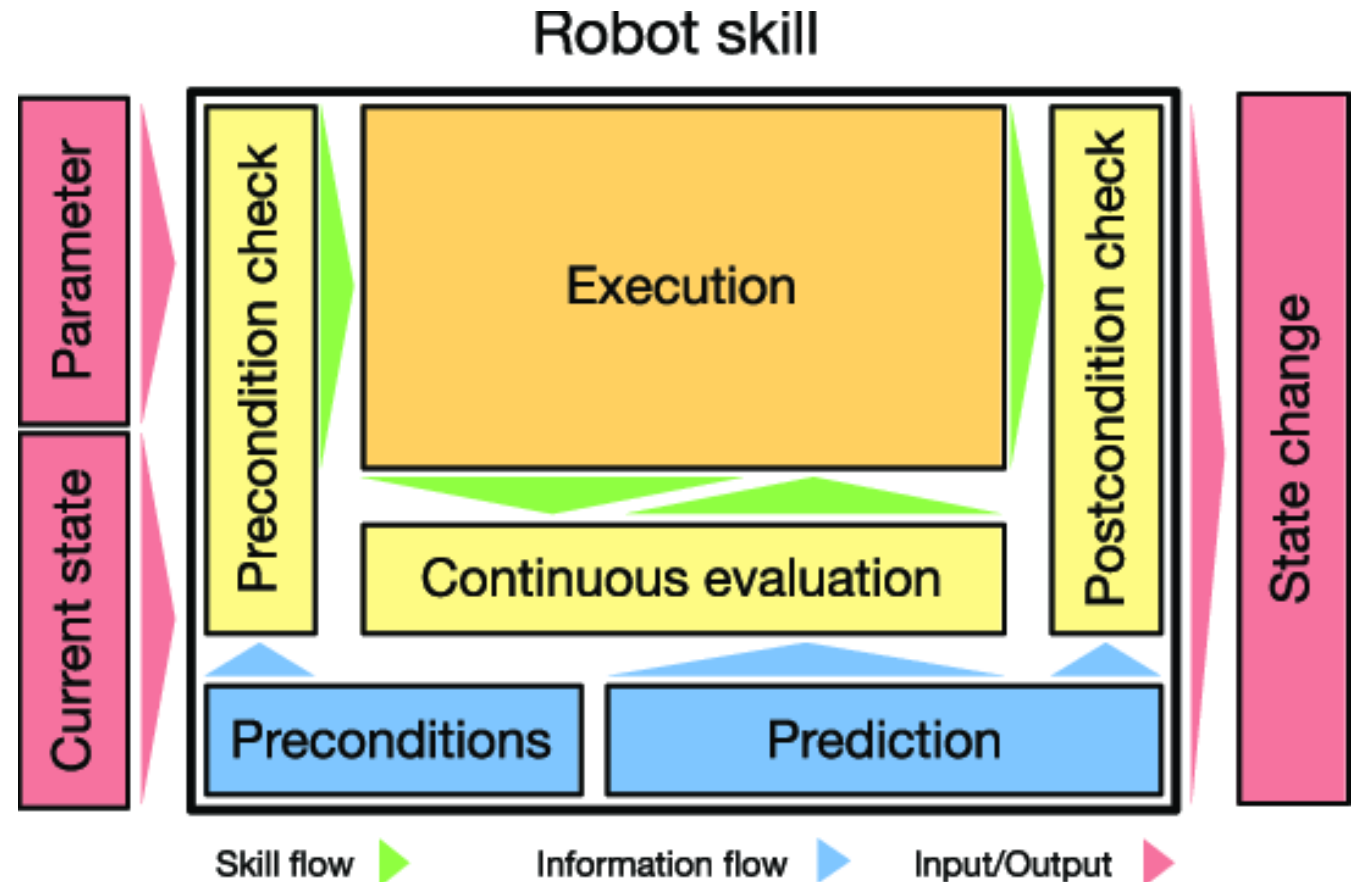 Robot skill
Parameter
Current state
Precondition check
Execution
Continuous evaluation
Postcondition check
Preconditions
Prediction
State change
Skill flow
Information flow
Input/Output